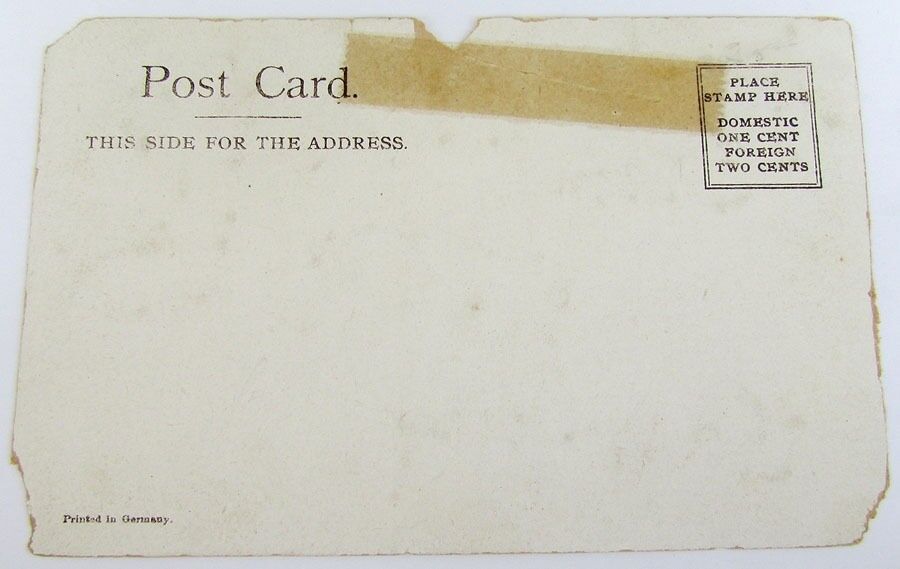 Post Card.
THIS SIDE FOR THE ADDRESS.
PLACE
STAMP HERE
DOMESTIC
ONE CENT
FOREIGN
TWO CENTS
Printed in Germany.